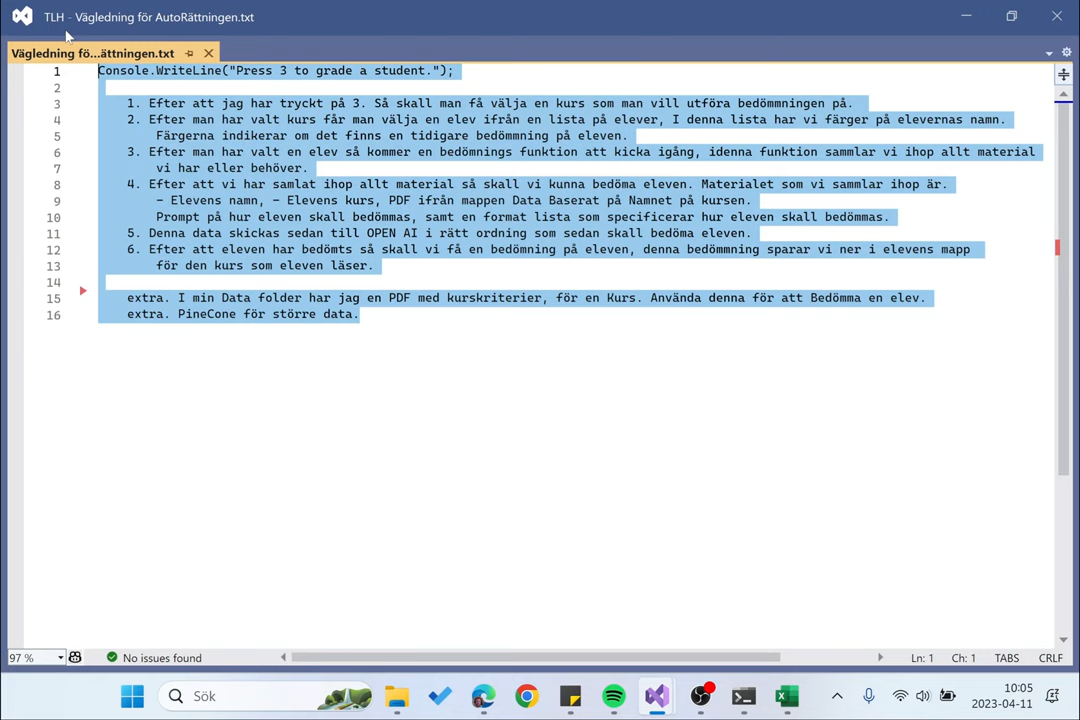 TLH - Vägledning för AutoRättningen.txt
Vägledning fö...ättningen.txt
1 Console.WriteLine("Press 3 to grade a student.");
2
3 1. Efter att jag har tryckt på 3. Så skall man få välja en kurs som man vill utföra bedömmningen på.
4 2. Efter man har valt kurs får man välja en elev ifrån en lista på elever, I denna lista har vi färger på elevernas namn.
5 Färgerna indikerar om det finns en tidigare bedömmning på eleven.
6 3. Efter man har valt en elev så kommer en bedömnings funktion att kicka igång, idenna funktion sammlar vi ihop allt material
7 vi har eller behöver.
8 4. Efter att vi har samlat ihop allt material så skall vi kunna bedöma eleven. Materialet som vi sammlar ihop är.
9 - Elevens namn, - Elevens kurs, PDF ifrån mappen Data Baserat på Namnet på kursen.
10 Prompt på hur eleven skall bedömmas, samt en format lista som specificerar hur eleven skall bedömmas.
11 5. Denna data skickas sedan till OPEN AI i rätt ordning som sedan skall bedöma eleven.
12 6. Efter att eleven har bedömts så skall vi få en bedömning på eleven, denna bedömmning sparar vi ner i elevens mapp
13 för den kurs som eleven läser.
14
15 extra. I min Data folder har jag en PDF med kurskriterier, för en Kurs. Använda denna för att Bedömma en elev.
16 extra. PineCone för större data.
97 % No issues found Ln: 1 Ch: 1 TABS CRLF
Sök
10:05
2023-04-11